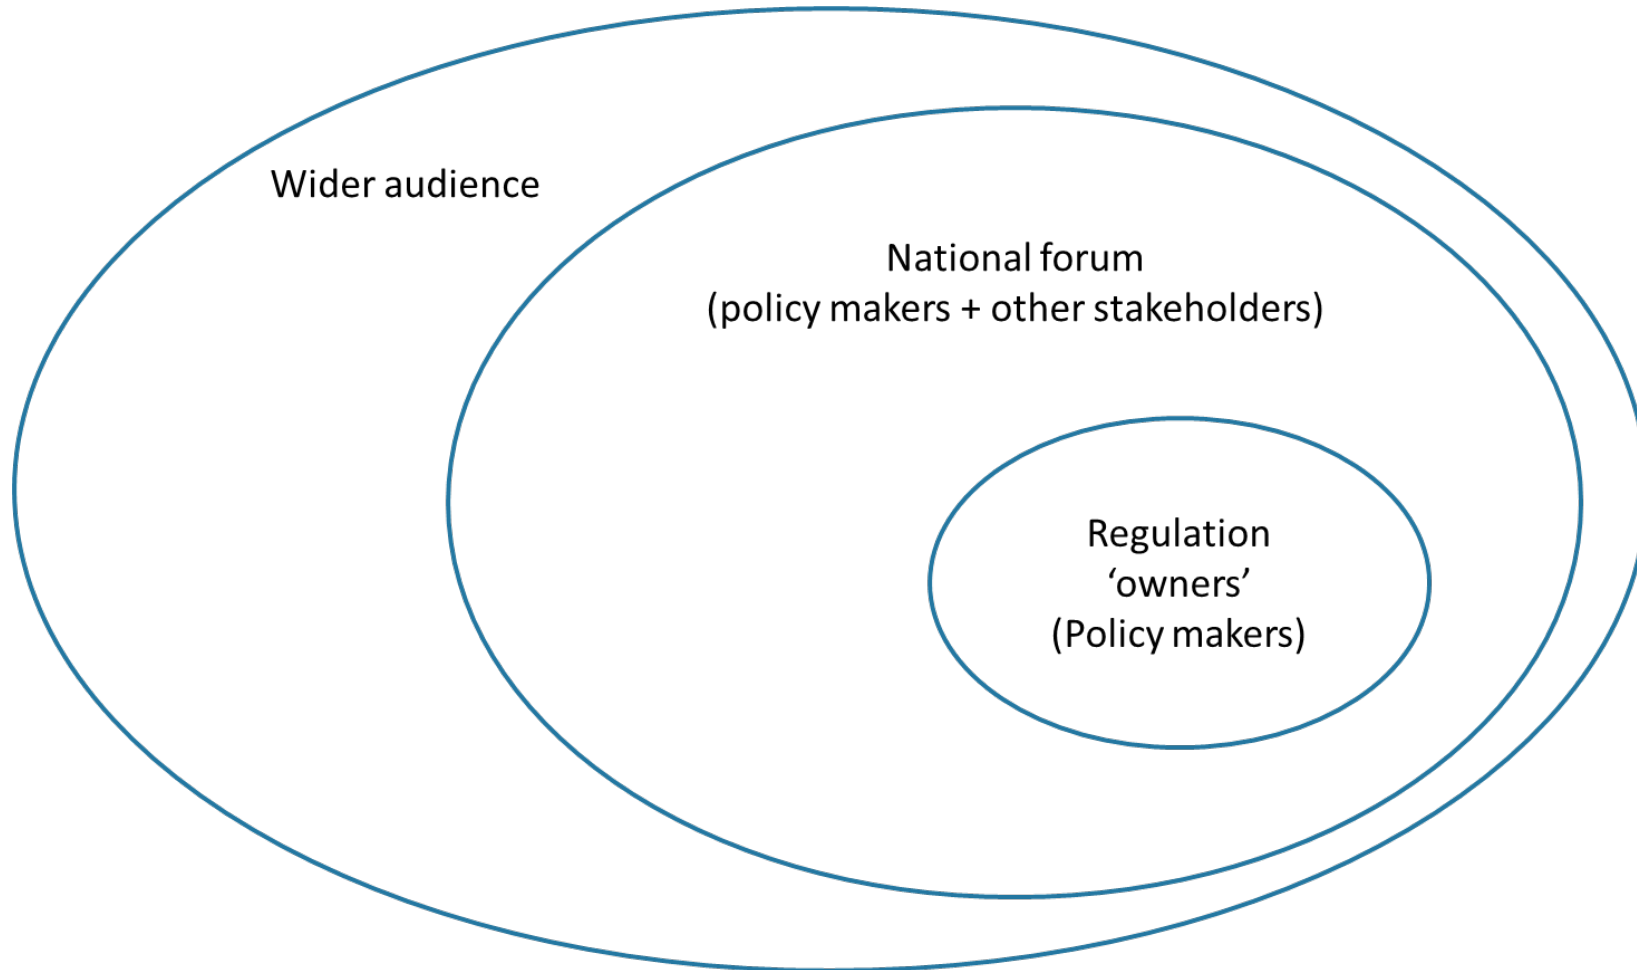 Wider audience
National forum
(policy makers + other stakeholders)
Regulation
‘owners’
(Policy makers)